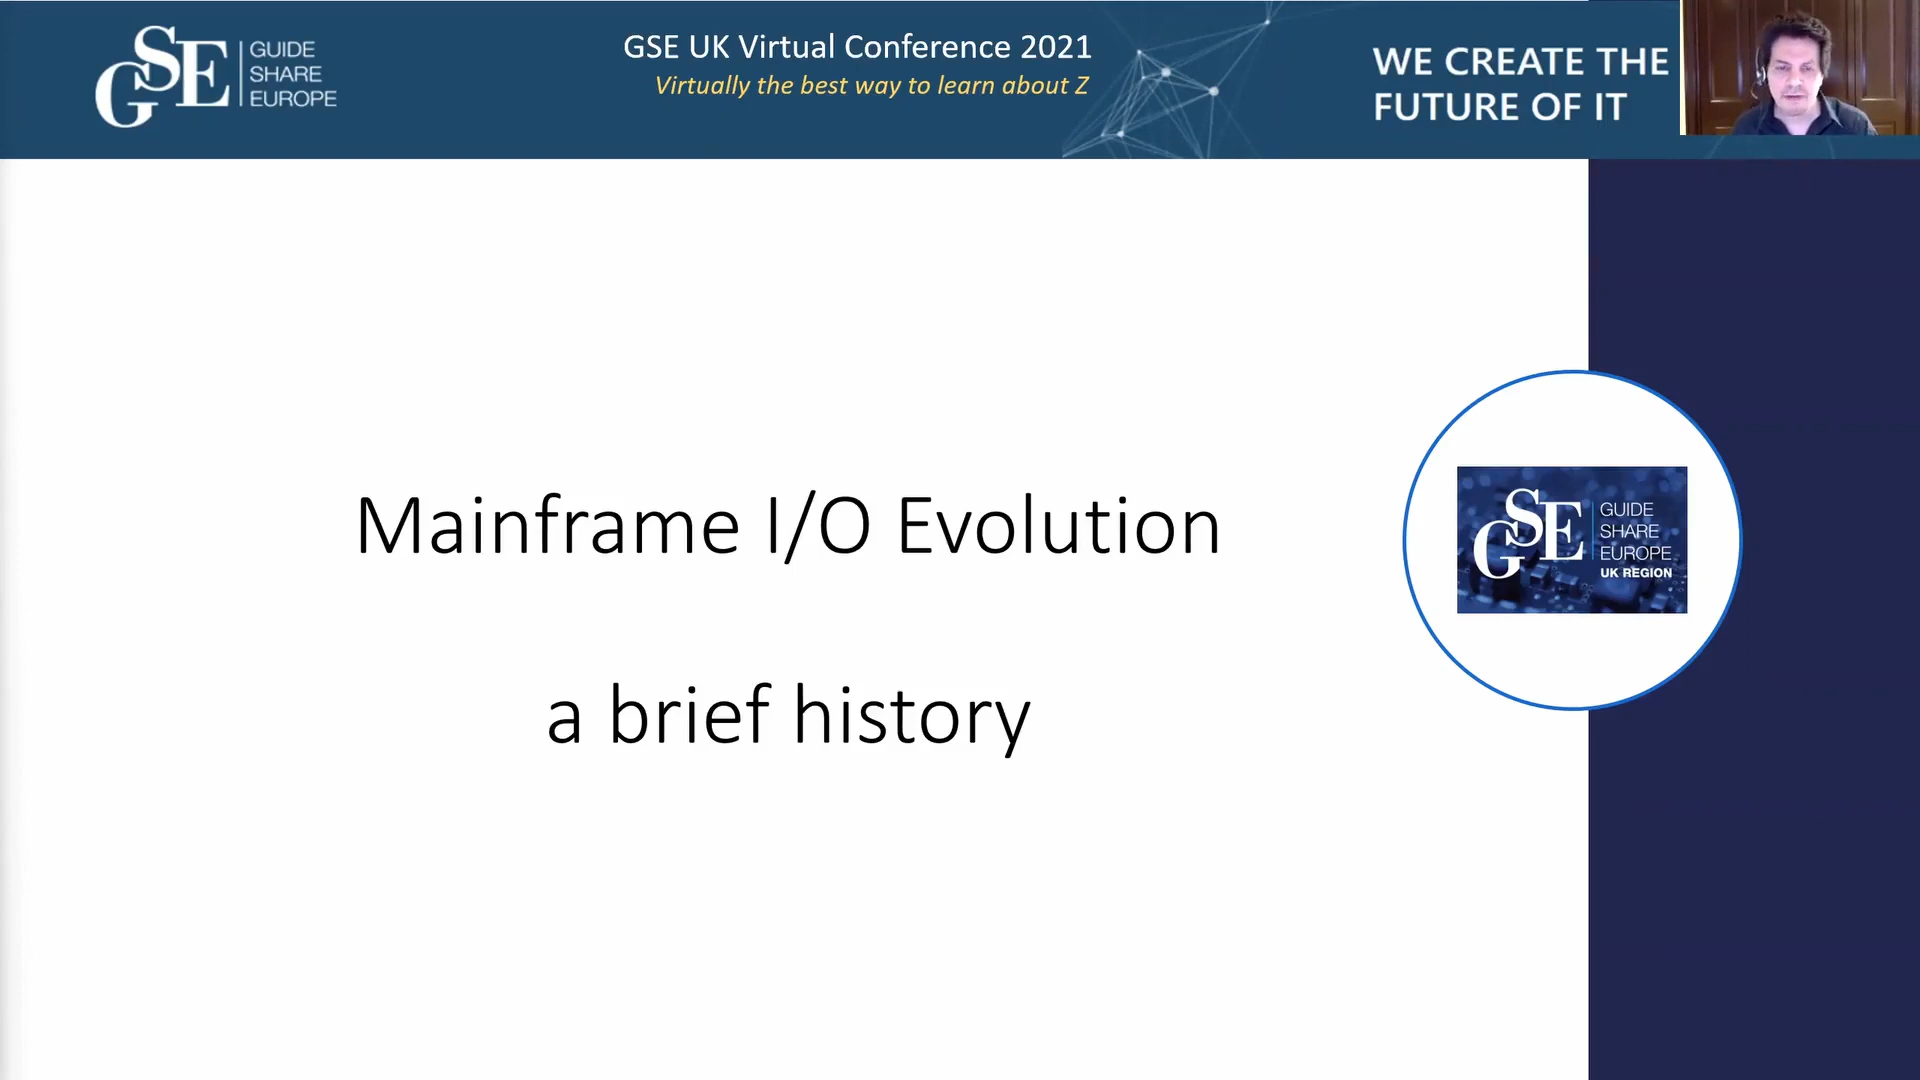 GSE
GUIDE
SHARE
EUROPE
GSE UK Virtual Conference 2021
Virtually the best way to learn about Z
WE CREATE THE
FUTURE OF IT
Mainframe I/O Evolution
a brief history
GSE
GUIDE
SHARE
EUROPE
UK REGION